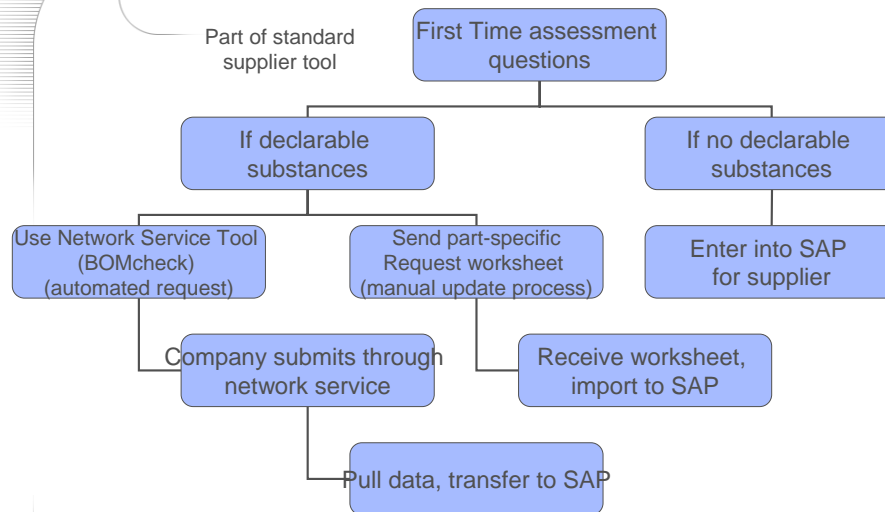 Part of standard
supplier tool
First Time assessment
questions
If declarable
substances
If no declarable
substances
Use Network Service Tool
(BOMcheck)
(automated request)
Send part-specific
Request worksheet
(manual update process)
Enter into SAP
for supplier
Company submits through
network service
Receive worksheet,
import to SAP
Pull data, transfer to SAP